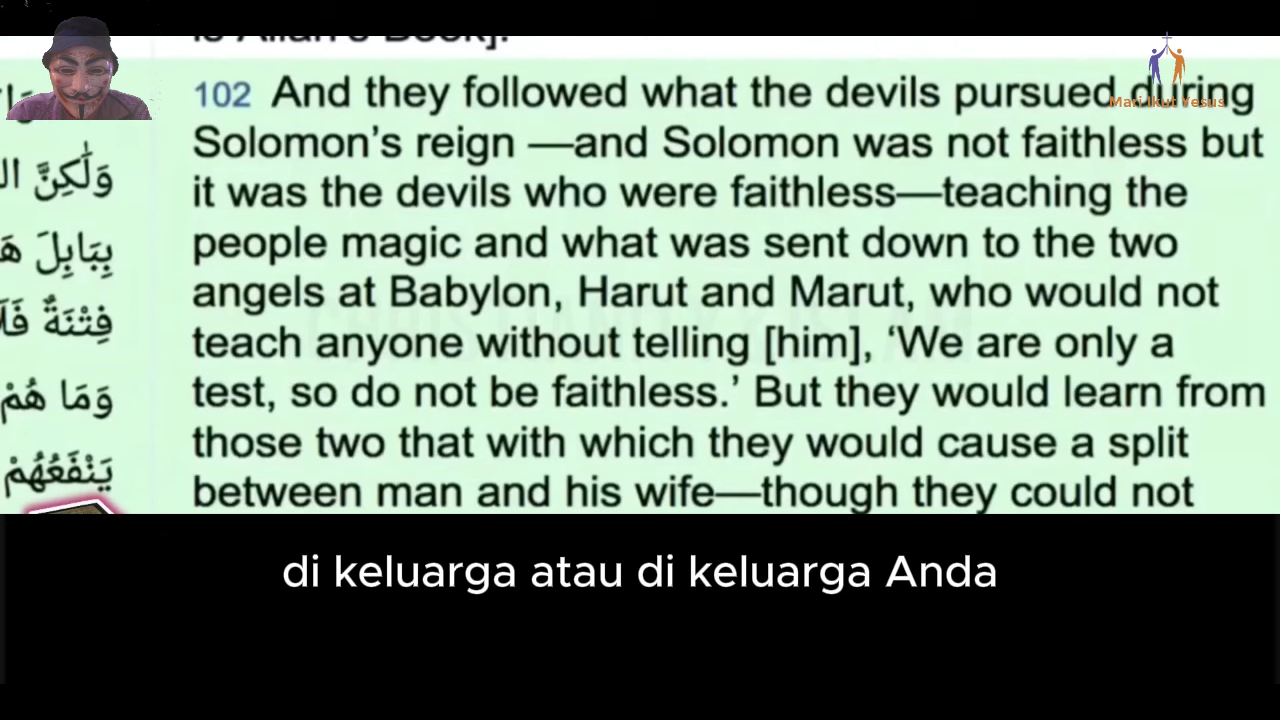 is Allah's Book].
102 And they followed what the devils pursued during
Solomon's reign —and Solomon was not faithless but
it was the devils who were faithless—teaching the
people magic and what was sent down to the two
angels at Babylon, Harut and Marut, who would not
teach anyone without telling [him], ‘We are only a
test, so do not be faithless.’ But they would learn from
those two that with which they would cause a split
between man and his wife—though they could not
وَلَٰكِنَّ
بِبَابِلَ
فِتْنَةٌ
وَمَا هُمْ
يَنْفَعُهُمْ
Mari Ikut Yesus
di keluarga atau di keluarga Anda